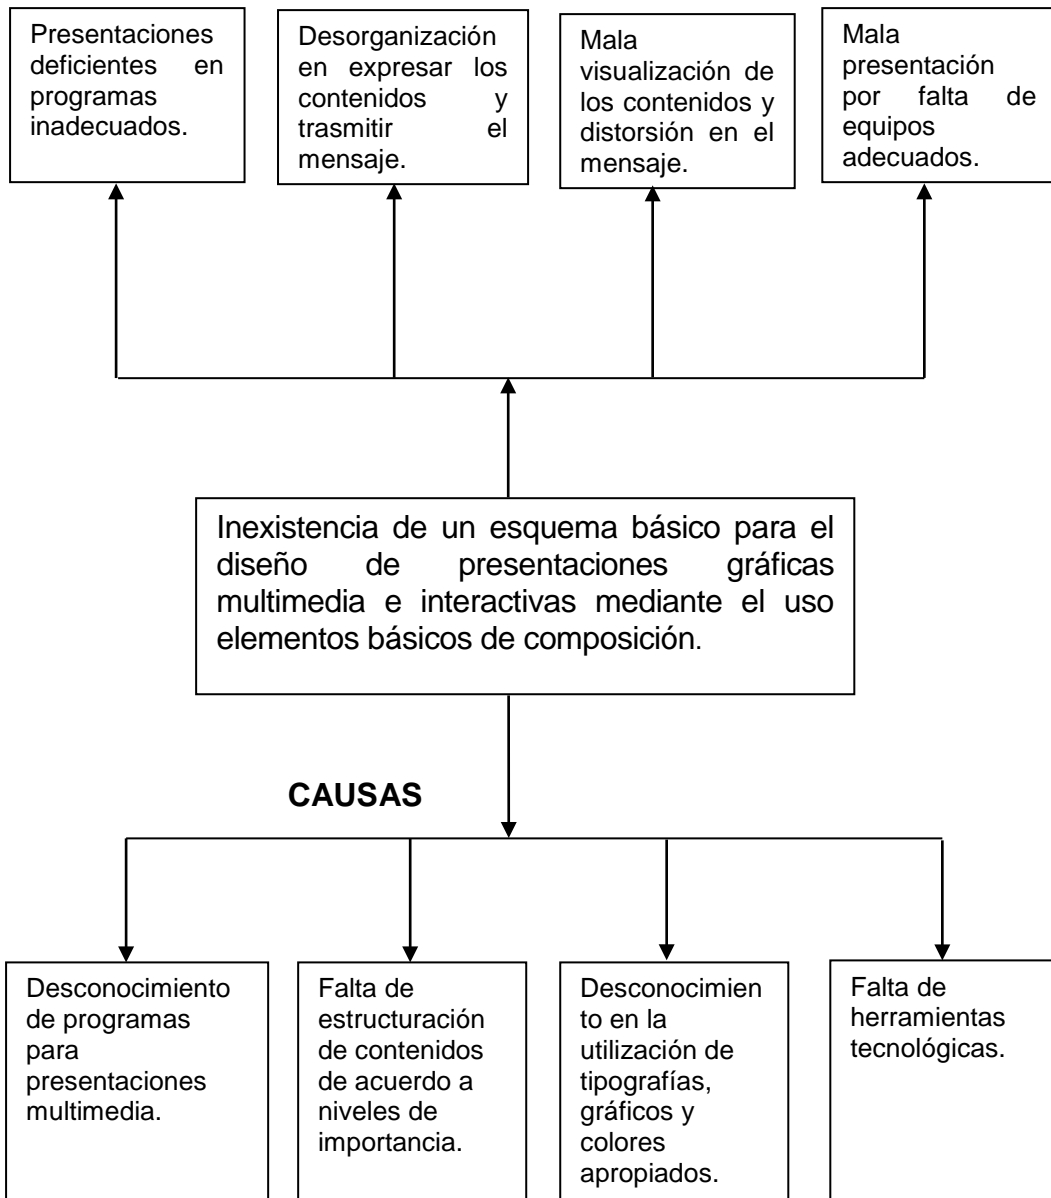 Presentaciones
deficientes en
programas
inadecuados.
Desorganización
en expresar los
contenidos y
trasmitir el
mensaje.
Mala
visualización de
los contenidos y
distorsión en el
mensaje.
Mala
presentación
por falta de
equipos
adecuados.
Inexistencia de un esquema básico para el
diseño de presentaciones gráficas
multimedia e interactivas mediante el uso
elementos básicos de composición.
CAUSAS
Desconocimiento
de programas
para
presentaciones
multimedia.
Falta de
estructuración
de contenidos
de acuerdo a
niveles de
importancia.
Desconocimien
to en la
utilización de
tipografías,
gráficos y
colores
apropiados.
Falta de
herramientas
tecnológicas.